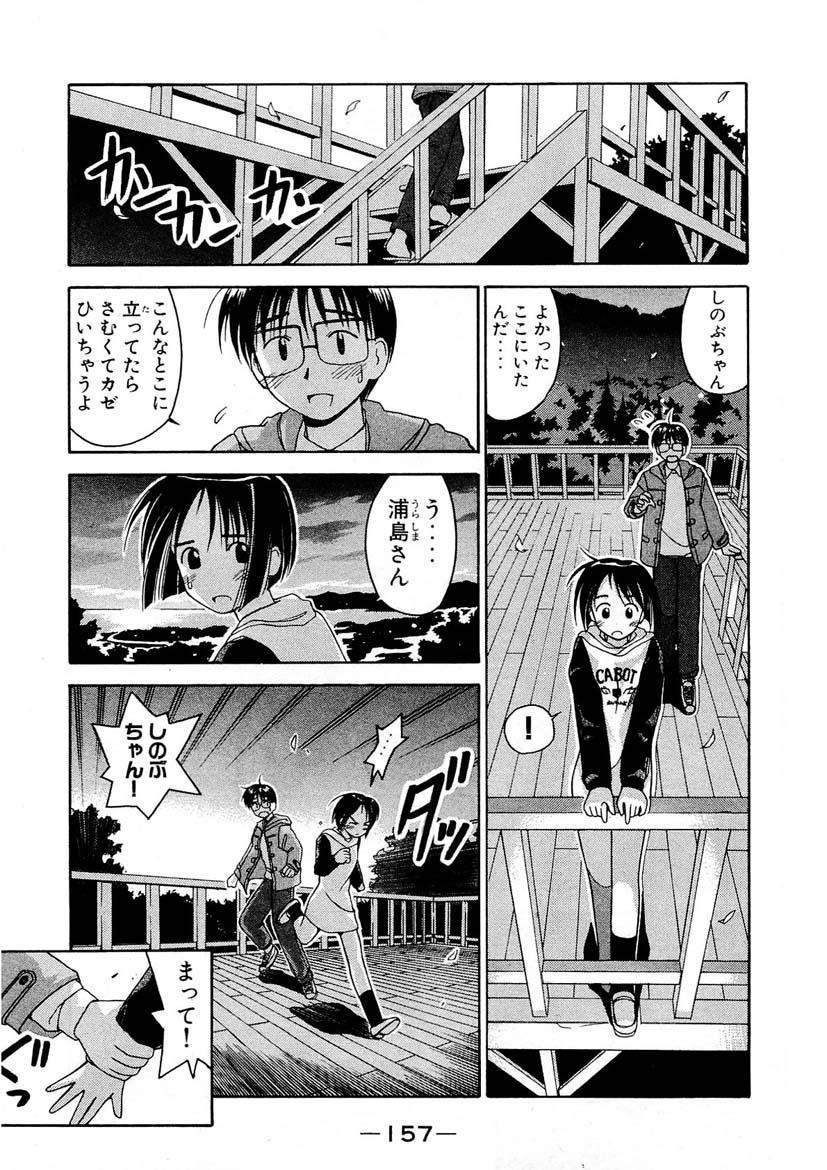 カンカンカン
しのぶちゃん
よかった
ここにいた
んだ‥‥
！
CABOT
こんなとこに
立ってたら
さむくてカゼ
ひいちゃうよ
う‥‥
浦島さん
‥‥
ダッ
しのぶ
ちゃん！
まって！
ぐっ
—157—